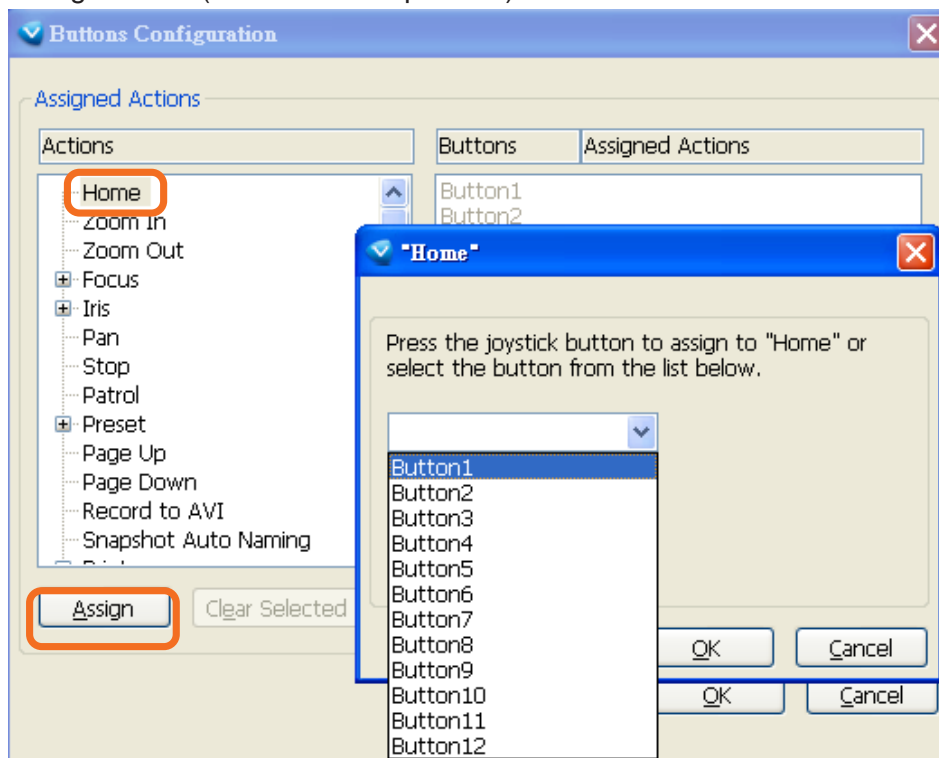 Buttons Configuration
Assigned Actions
Actions
Buttons
Assigned Actions
Home
Zoom In
Zoom Out
Focus
Iris
Pan
Stop
Patrol
Preset
Page Up
Page Down
Record to AVI
Snapshot Auto Naming
Button1
Button2
Assign
Clear Selected
"Home"
Press the joystick button to assign to "Home" or
select the button from the list below.
Button1
Button2
Button3
Button4
Button5
Button6
Button7
Button8
Button9
Button10
Button11
Button12
OK
Cancel
OK
Cancel